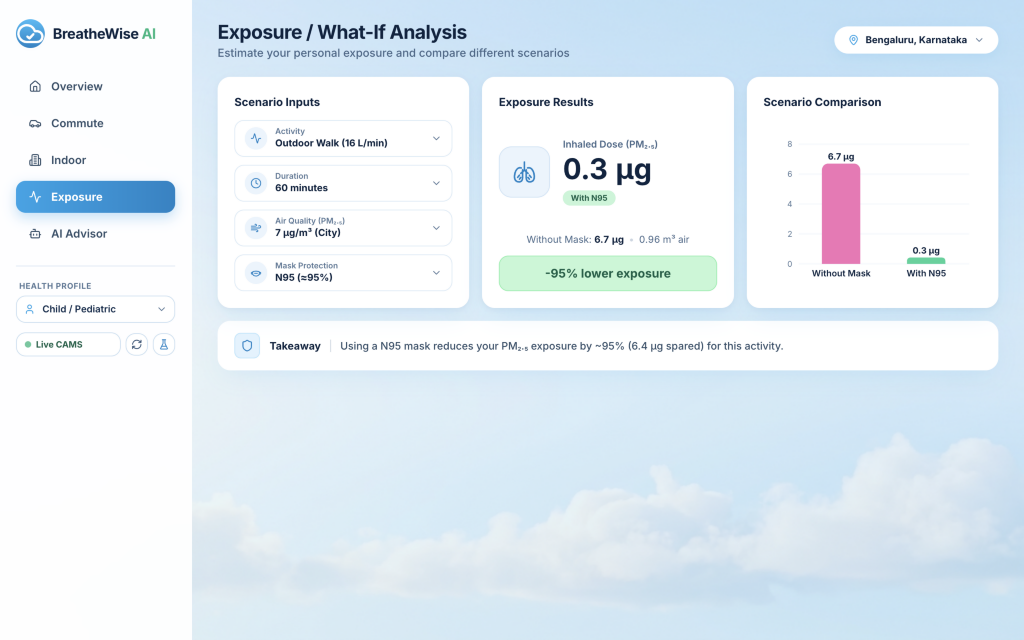 BreatheWise AI
Overview
Commute
Indoor
Exposure
AI Advisor
HEALTH PROFILE
Child / Pediatric
Live CAMS
Exposure / What-If Analysis
Estimate your personal exposure and compare different scenarios
Bengaluru, Karnataka
Scenario Inputs
Activity
Outdoor Walk (16 L/min)
Duration
60 minutes
Air Quality (PM₂.₅)
7 µg/m³ (City)
Mask Protection
N95 (≈95%)
Exposure Results
Inhaled Dose (PM₂.₅)
0.3 µg
With N95
Without Mask: 6.7 µg • 0.96 m³ air
-95% lower exposure
Scenario Comparison
8
6
4
2
0
6.7 µg
0.3 µg
Without Mask
With N95
Takeaway
Using a N95 mask reduces your PM₂.₅ exposure by ~95% (6.4 µg spared) for this activity.